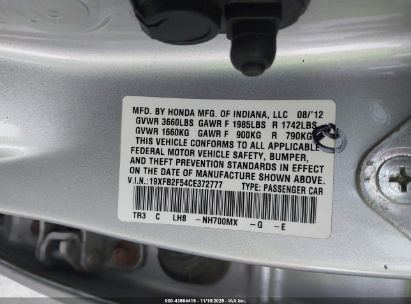 MFD. BY HONDA MFG. OF INDIANA, LLC 08/'12
GVWR 3660LBS GAWR F 1985LBS R 1742LBS
GVWR 1660KG GAWR F 900KG R 790KG
THIS VEHICLE CONFORMS TO ALL APPLICABLE
FEDERAL MOTOR VEHICLE SAFETY, BUMPER,
AND THEFT PREVENTION STANDARDS IN EFFECT
ON THE DATE OF MANUFACTURE SHOWN ABOVE.
V.I.N.: 19XFB2F54CE372777 TYPE: PASSENGER CAR
TR3 C LHB -NH700MX -G -E